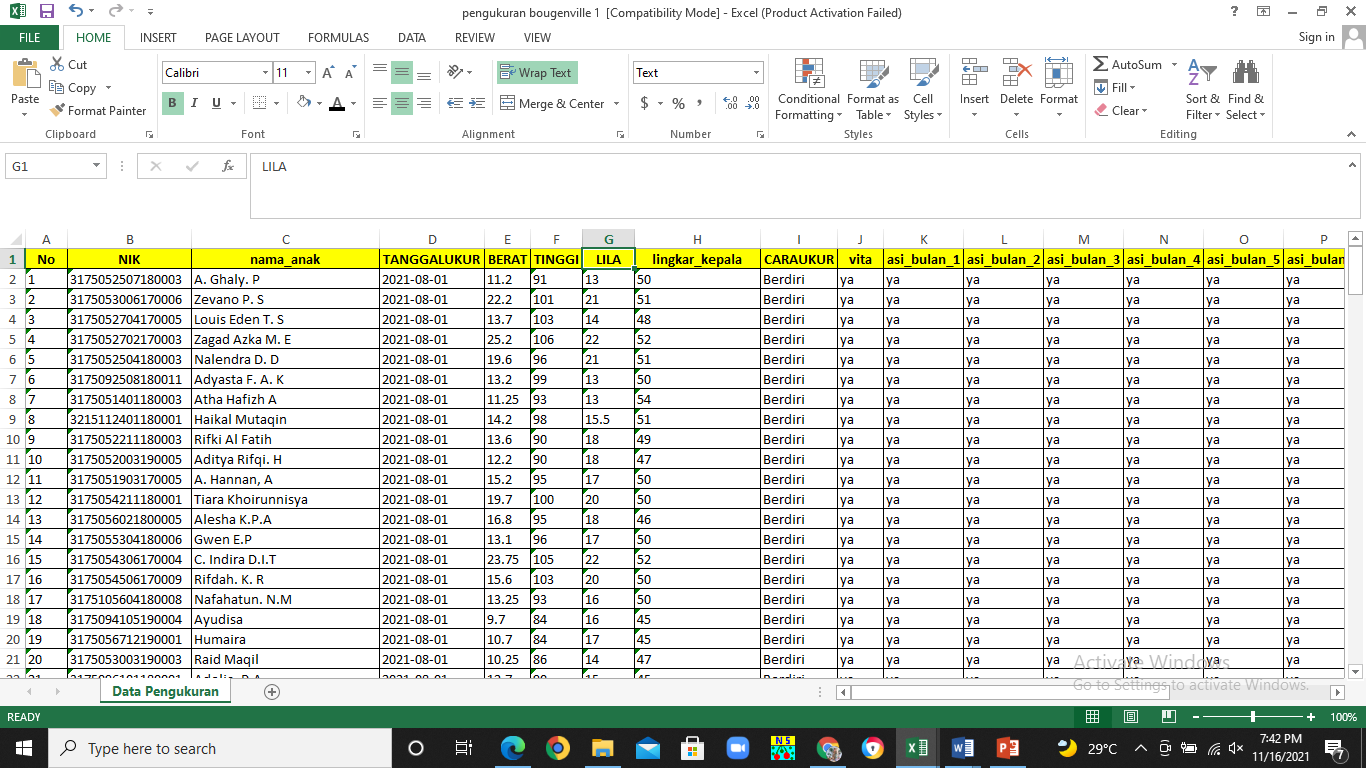 pengukuran bougenville 1 [Compatibility Mode] - Excel (Product Activation Failed)
FILE HOME INSERT PAGE LAYOUT FORMULAS DATA REVIEW VIEW Sign in
Paste Cut Copy Format Painter Clipboard
Calibri 11 B I U Font
Wrap Text Merge & Center Alignment
Text $ % Number
Conditional Formatting Format as Table Cell Styles Styles
Insert Delete Format Cells
AutoSum Fill Clear Sort & Filter Find & Select Editing
G1 LILA
A B C D E F G H I J K L M N O P
1 No NIK nama_anak TANGGALUKUR BERAT TINGGI LILA lingkar_kepala CARAUKUR vita asi_bulan_1 asi_bulan_2 asi_bulan_3 asi_bulan_4 asi_bulan_5 asi_bulan
2 1 3175052507180003 A. Ghaly. P 2021-08-01 11.2 91 13 50 Berdiri ya ya ya ya ya ya ya
3 2 3175053006170006 Zevano P. S 2021-08-01 22.2 101 21 51 Berdiri ya ya ya ya ya ya ya
4 3 3175052704170005 Louis Eden T. S 2021-08-01 13.7 103 14 48 Berdiri ya ya ya ya ya ya ya
5 4 3175052702170003 Zagad Azka M. E 2021-08-01 25.2 106 22 52 Berdiri ya ya ya ya ya ya ya
6 5 3175052504180003 Nalendra D. D 2021-08-01 19.6 96 21 51 Berdiri ya ya ya ya ya ya ya
7 6 3175092508180011 Adyasta F. A. K 2021-08-01 13.2 99 13 50 Berdiri ya ya ya ya ya ya ya
8 7 3175051401180003 Atha Hafizh A 2021-08-01 11.25 93 13 54 Berdiri ya ya ya ya ya ya ya
9 8 3215112401180001 Haikal Mutaqin 2021-08-01 14.2 98 15.5 51 Berdiri ya ya ya ya ya ya ya
10 9 3175052211180003 Rifki Al Fatih 2021-08-01 13.6 90 18 49 Berdiri ya ya ya ya ya ya ya
11 10 3175052003190005 Aditya Rifqi. H 2021-08-01 12.2 90 18 47 Berdiri ya ya ya ya ya ya ya
12 11 3175051903170005 A. Hannan, A 2021-08-01 15.2 95 17 50 Berdiri ya ya ya ya ya ya ya
13 12 3175054211180001 Tiara Khoirunnisya 2021-08-01 19.7 100 20 50 Berdiri ya ya ya ya ya ya ya
14 13 3175056021800005 Alesha K.P.A 2021-08-01 16.8 95 18 46 Berdiri ya ya ya ya ya ya ya
15 14 3175055304180006 Gwen E.P 2021-08-01 13.1 96 17 50 Berdiri ya ya ya ya ya ya ya
16 15 3175054306170004 C. Indira D.I.T 2021-08-01 23.75 105 22 52 Berdiri ya ya ya ya ya ya ya
17 16 3175054506170009 Rifdah. K. R 2021-08-01 15.6 103 20 50 Berdiri ya ya ya ya ya ya ya
18 17 3175105604180008 Nafahatun. N.M 2021-08-01 13.25 93 16 50 Berdiri ya ya ya ya ya ya ya
19 18 3175094105190004 Ayudisa 2021-08-01 9.7 84 16 45 Berdiri ya ya ya ya ya ya ya
20 19 3175056712190001 Humaira 2021-08-01 10.7 84 17 45 Berdiri ya ya ya ya ya ya ya
21 20 3175053003190003 Raid Maqil 2021-08-01 10.25 86 14 47 Berdiri ya ya ya ya ya ya ya
Activate Windows
Go to Settings to activate Windows.
Data Pengukuran
READY 100%
Type here to search 29°C 7:42 PM
11/16/2021 7